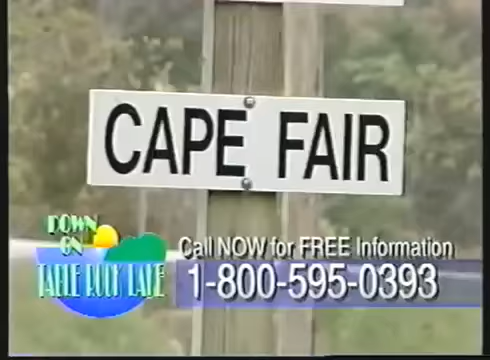 CAPE FAIR
DOWN
ON
TABLE ROCK LAKE
Call NOW for FREE Information
1-800-595-0393